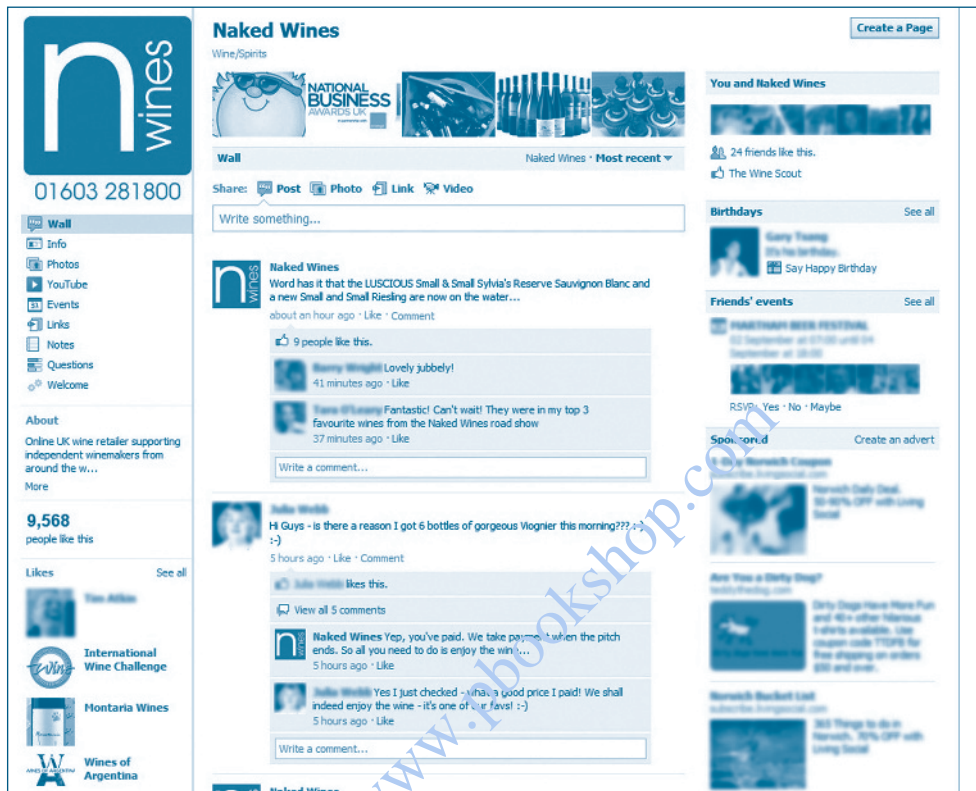 n wines
01603 281800
Wall
Info
Photos
YouTube
Events
Links
Notes
Questions
Welcome
About
Online UK wine retailer supporting
independent winemakers from
around the w...
More
9,568
people like this
Likes See all
International
Wine Challenge
Montaria Wines
Wines of
Argentina
Naked Wines
Wine/Spirits
NATIONAL
BUSINESS
AWARDS UK
Wall Naked Wines · Most recent
Share: Post Photo Link Video
Write something...
n wines
Naked Wines
Word has it that the LUSCIOUS Small & Small Sylvia's Reserve Sauvignon Blanc and
a new Small and Small Riesling are now on the water...
about an hour ago · Like · Comment
9 people like this.
Lovely jubbely!
41 minutes ago · Like
Fantastic! Can't wait! They were in my top 3
favourite wines from the Naked Wines road show
37 minutes ago · Like
Write a comment...
Hi Guys - is there a reason I got 6 bottles of gorgeous Viognier this morning??? :-)
:-)
5 hours ago · Like · Comment
likes this.
View all 5 comments
Naked Wines Yep, you've paid. We take payment when the pitch
ends. So all you need to do is enjoy the wine...
5 hours ago · Like
Yes I just checked - what a good price I paid! We shall
indeed enjoy the wine - it's one of our favs! :-)
5 hours ago · Like
Write a comment...
Naked Wines
Create a Page
You and Naked Wines
24 friends like this.
The Wine Scout
Birthdays See all
Say Happy Birthday
Friends' events See all
RSVP: Yes · No · Maybe
Sponsored Create an advert
www.pbookshop.com